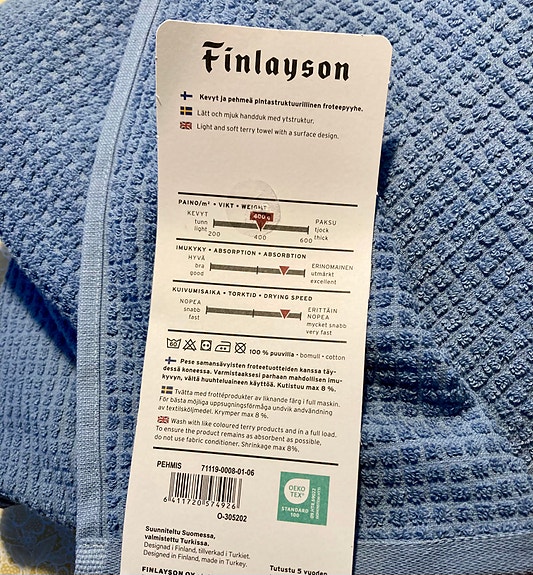 Finlayson
Kevyt ja pehmeä pintastruktuurillinen froteepyyhe.
Lätt och mjuk handduk med ytstruktur.
Light and soft terry towel with a surface design.
PAINO/m² • VIKT • WEIGHT
400 g
KEVYT
tunn
light
PAKSU
tjock
thick
200
400
600
IMUKYKY • ABSORPTION • ABSORBTION
HYVÄ
bra
good
ERINOMAINEN
utmärkt
excellent
KUIVUMISAIKA • TORKTID • DRYING SPEED
NOPEA
snabb
fast
ERITTÄIN
NOPEA
mycket snabb
very fast
60
100 % puuvilla • bomull • cotton
Pese samansävyisten froteetuotteiden kanssa täy-
dessä koneessa. Varmistaaksesi parhaan mahdollisen imu-
kyvyn, vältä huuhteluaineen käyttöä. Kutistuu max 8 %.
Tvätta med frottéprodukter av liknande färg i full maskin.
För bästa möjliga uppsugningsförmåga undvik användning
av textilsköljmedel. Krymper max 8%.
Wash with like coloured terry products and in a full load.
To ensure the product remains as absorbent as possible,
do not use fabric conditioner. Shrinkage max 8%.
PEHMIS
71119-0008-01-06
6 411720 574926
O-305202
OEKO
TEX®
STANDARD
100
Suunniteltu Suomessa,
valmistettu Turkissa.
Designad i Finland, tillverkad i Turkiet.
Designed in Finland, made in Turkey.
Tutustu 5 vuoden
FINLAYSON OY